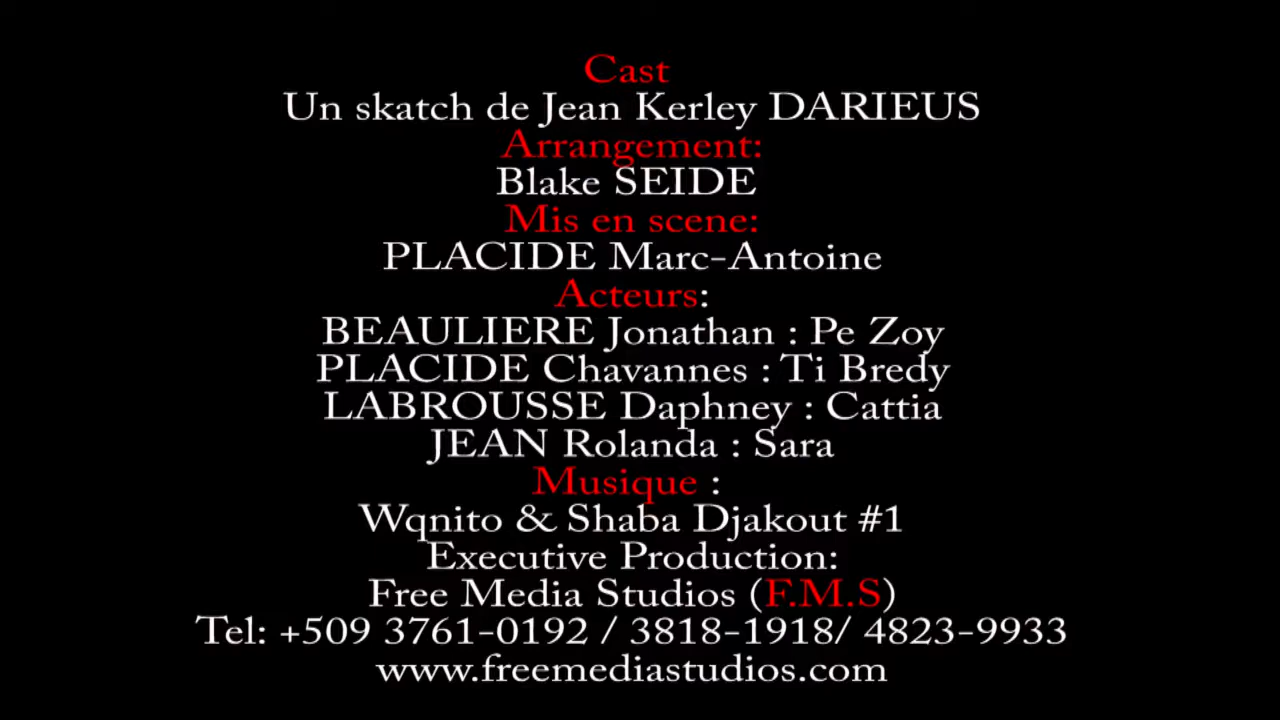 Cast
Un skatch de Jean Kerley DARIEUS
Arrangement:
Blake SEIDE
Mis en scene:
PLACIDE Marc-Antoine
Acteurs:
BEAULIERE Jonathan : Pe Zoy
PLACIDE Chavannes : Ti Bredy
LABROUSSE Daphney : Cattia
JEAN Rolanda : Sara
Musique :
Wqnito & Shaba Djakout #1
Executive Production:
Free Media Studios (F.M.S)
Tel: +509 3761-0192 / 3818-1918/ 4823-9933
www.freemediastudios.com